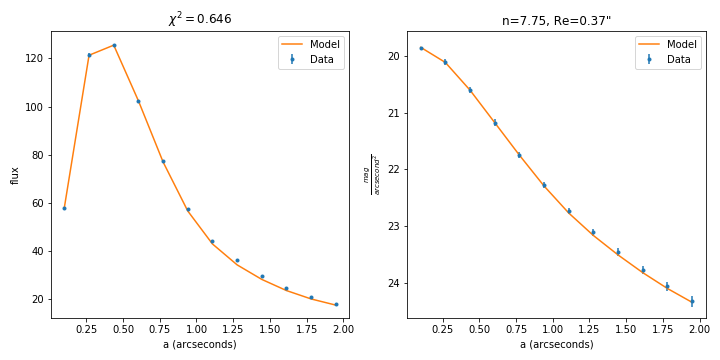 χ² = 0.646
Model
Data
flux
120
100
80
60
40
20
0.25 0.50 0.75 1.00 1.25 1.50 1.75 2.00
a (arcseconds)
n=7.75, Re=0.37"
Model
Data
mag
arcsecond²
20
21
22
23
24
0.25 0.50 0.75 1.00 1.25 1.50 1.75 2.00
a (arcseconds)